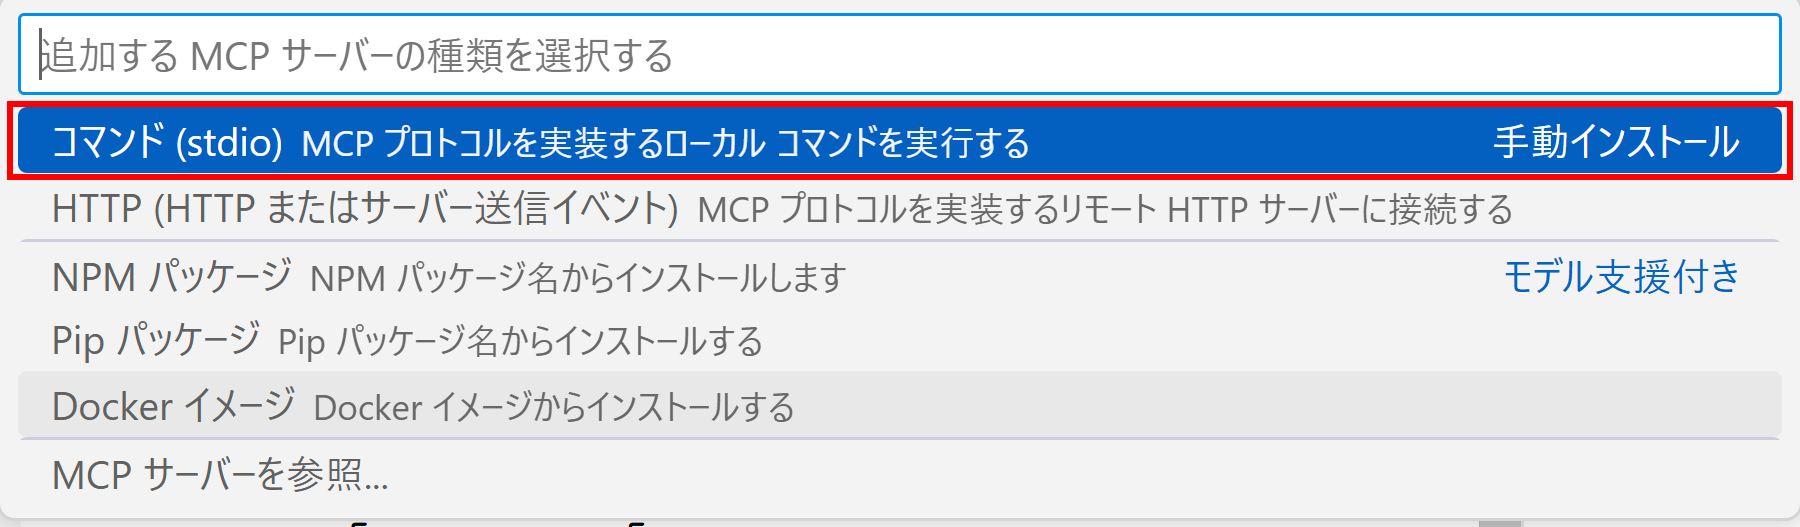 追加する MCP サーバーの種類を選択する
コマンド (stdio) MCP プロトコルを実装するローカル コマンドを実行する 手動インストール
HTTP (HTTP またはサーバー送信イベント) MCP プロトコルを実装するリモート HTTP サーバーに接続する
NPM パッケージ NPM パッケージ名からインストールします モデル支援付き
Pip パッケージ Pip パッケージ名からインストールする
Docker イメージ Docker イメージからインストールする
MCP サーバーを参照...